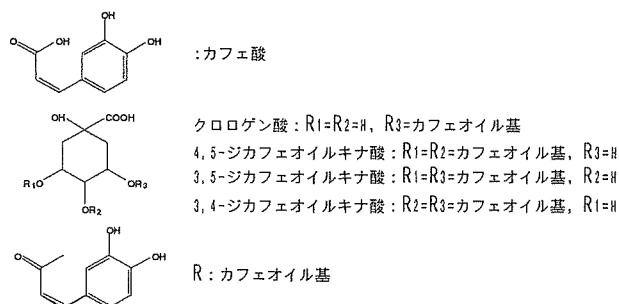 OH
O OH OH
:カフェ酸
OH COOH
クロロゲン酸:R1=R2=H, R3=カフェオイル基
4,5-ジカフェオイルキナ酸:R1=R2=カフェオイル基, R3=H
R1O OR3
3,5-ジカフェオイルキナ酸:R1=R3=カフェオイル基, R2=H
OR2
3,4-ジカフェオイルキナ酸:R2=R3=カフェオイル基, R1=H
OH
O OH
R:カフェオイル基